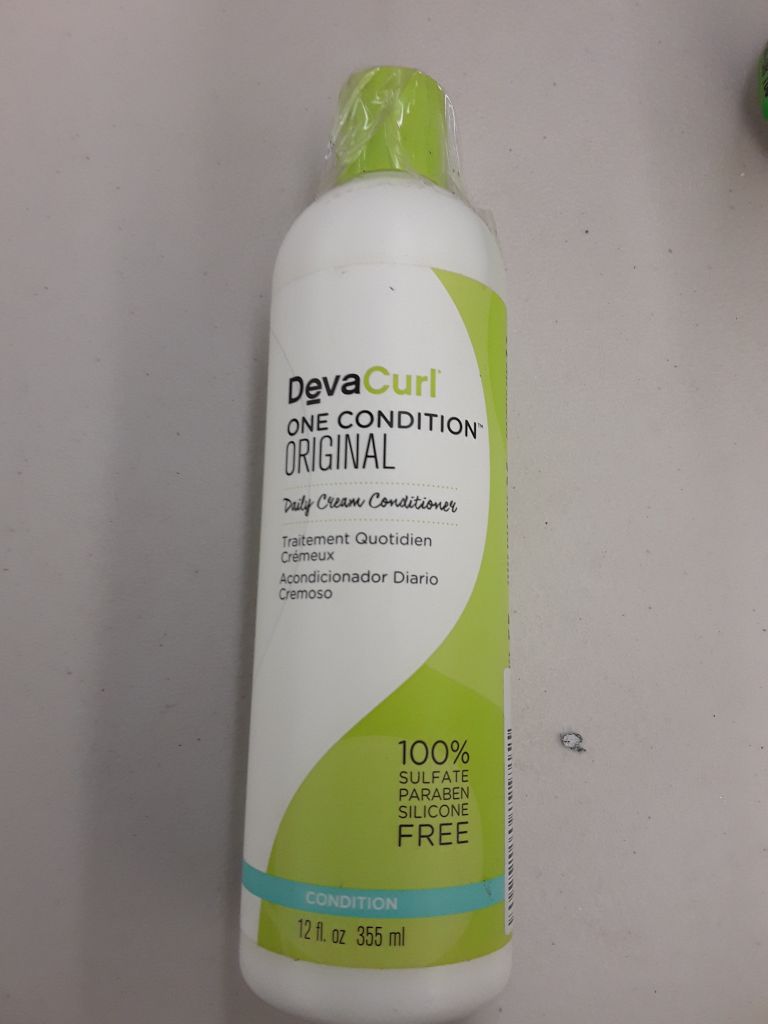 DevaCurl
ONE CONDITION™
ORIGINAL
Daily Cream Conditioner
Traitement Quotidien
Crémeux
Acondicionador Diario
Cremoso
100%
SULFATE
PARABEN
SILICONE
FREE
CONDITION
12 fl. oz 355 ml